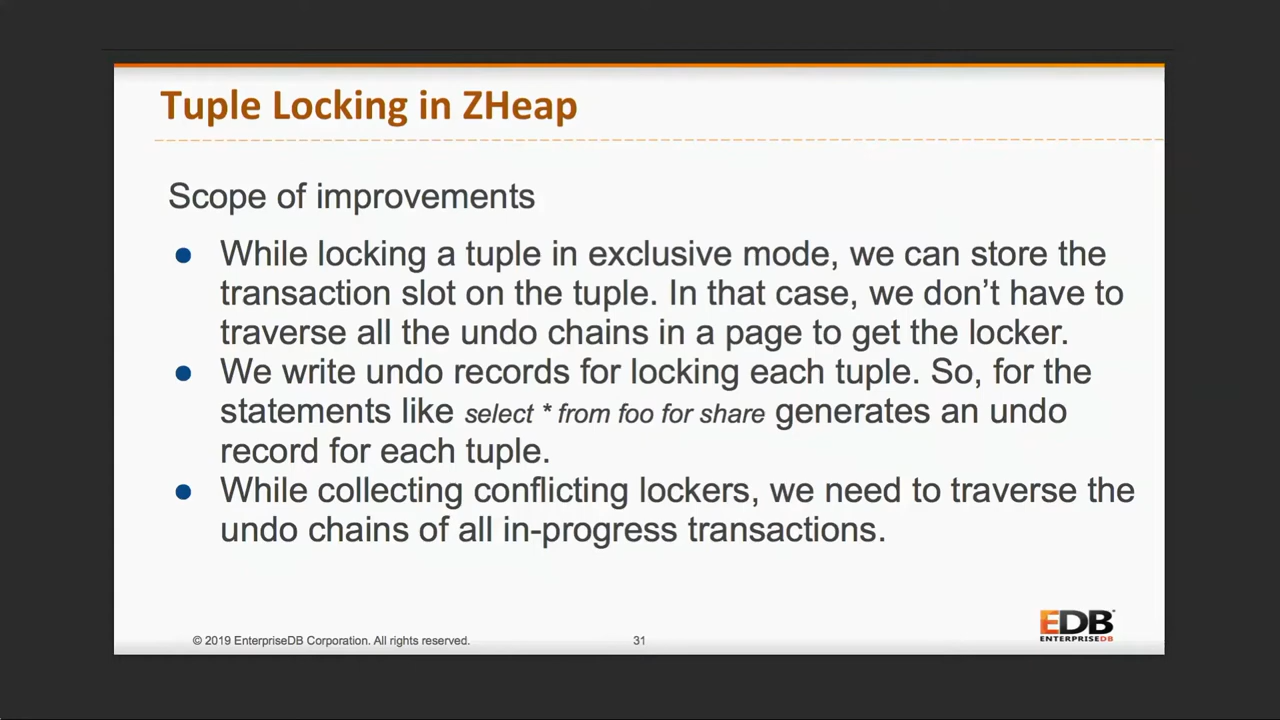 Tuple Locking in ZHeap
Scope of improvements
● While locking a tuple in exclusive mode, we can store the
transaction slot on the tuple. In that case, we don't have to
traverse all the undo chains in a page to get the locker.
● We write undo records for locking each tuple. So, for the
statements like select * from foo for share generates an undo
record for each tuple.
● While collecting conflicting lockers, we need to traverse the
undo chains of all in-progress transactions.
© 2019 EnterpriseDB Corporation. All rights reserved.
31
EDB
ENTERPRISEDB